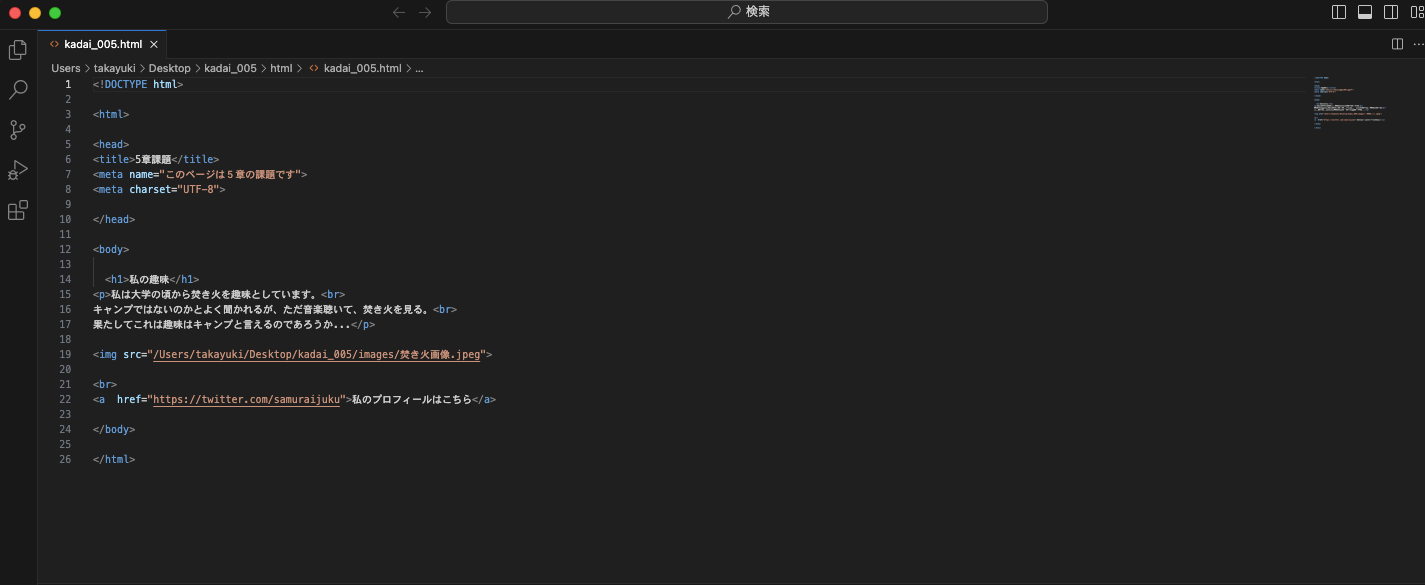 検索
kadai_005.html
Users > takayuki > Desktop > kadai_005 > html > kadai_005.html > ...
1 <!DOCTYPE html>
2
3 <html>
4
5 <head>
6 <title>5章課題</title>
7 <meta name="このページは５章の課題です">
8 <meta charset="UTF-8">
9
10 </head>
11
12 <body>
13
14 <h1>私の趣味</h1>
15 <p>私は大学の頃から焚き火を趣味としています。<br>
16 キャンプではないのかとよく聞かれるが、ただ音楽聴いて、焚き火を見る。<br>
17 果たしてこれは趣味はキャンプと言えるのであろうか...</p>
18
19 <img src="/Users/takayuki/Desktop/kadai_005/images/焚き火画像.jpeg">
20
21 <br>
22 <a  href="https://twitter.com/samuraijuku">私のプロフィールはこちら</a>
23
24 </body>
25
26 </html>